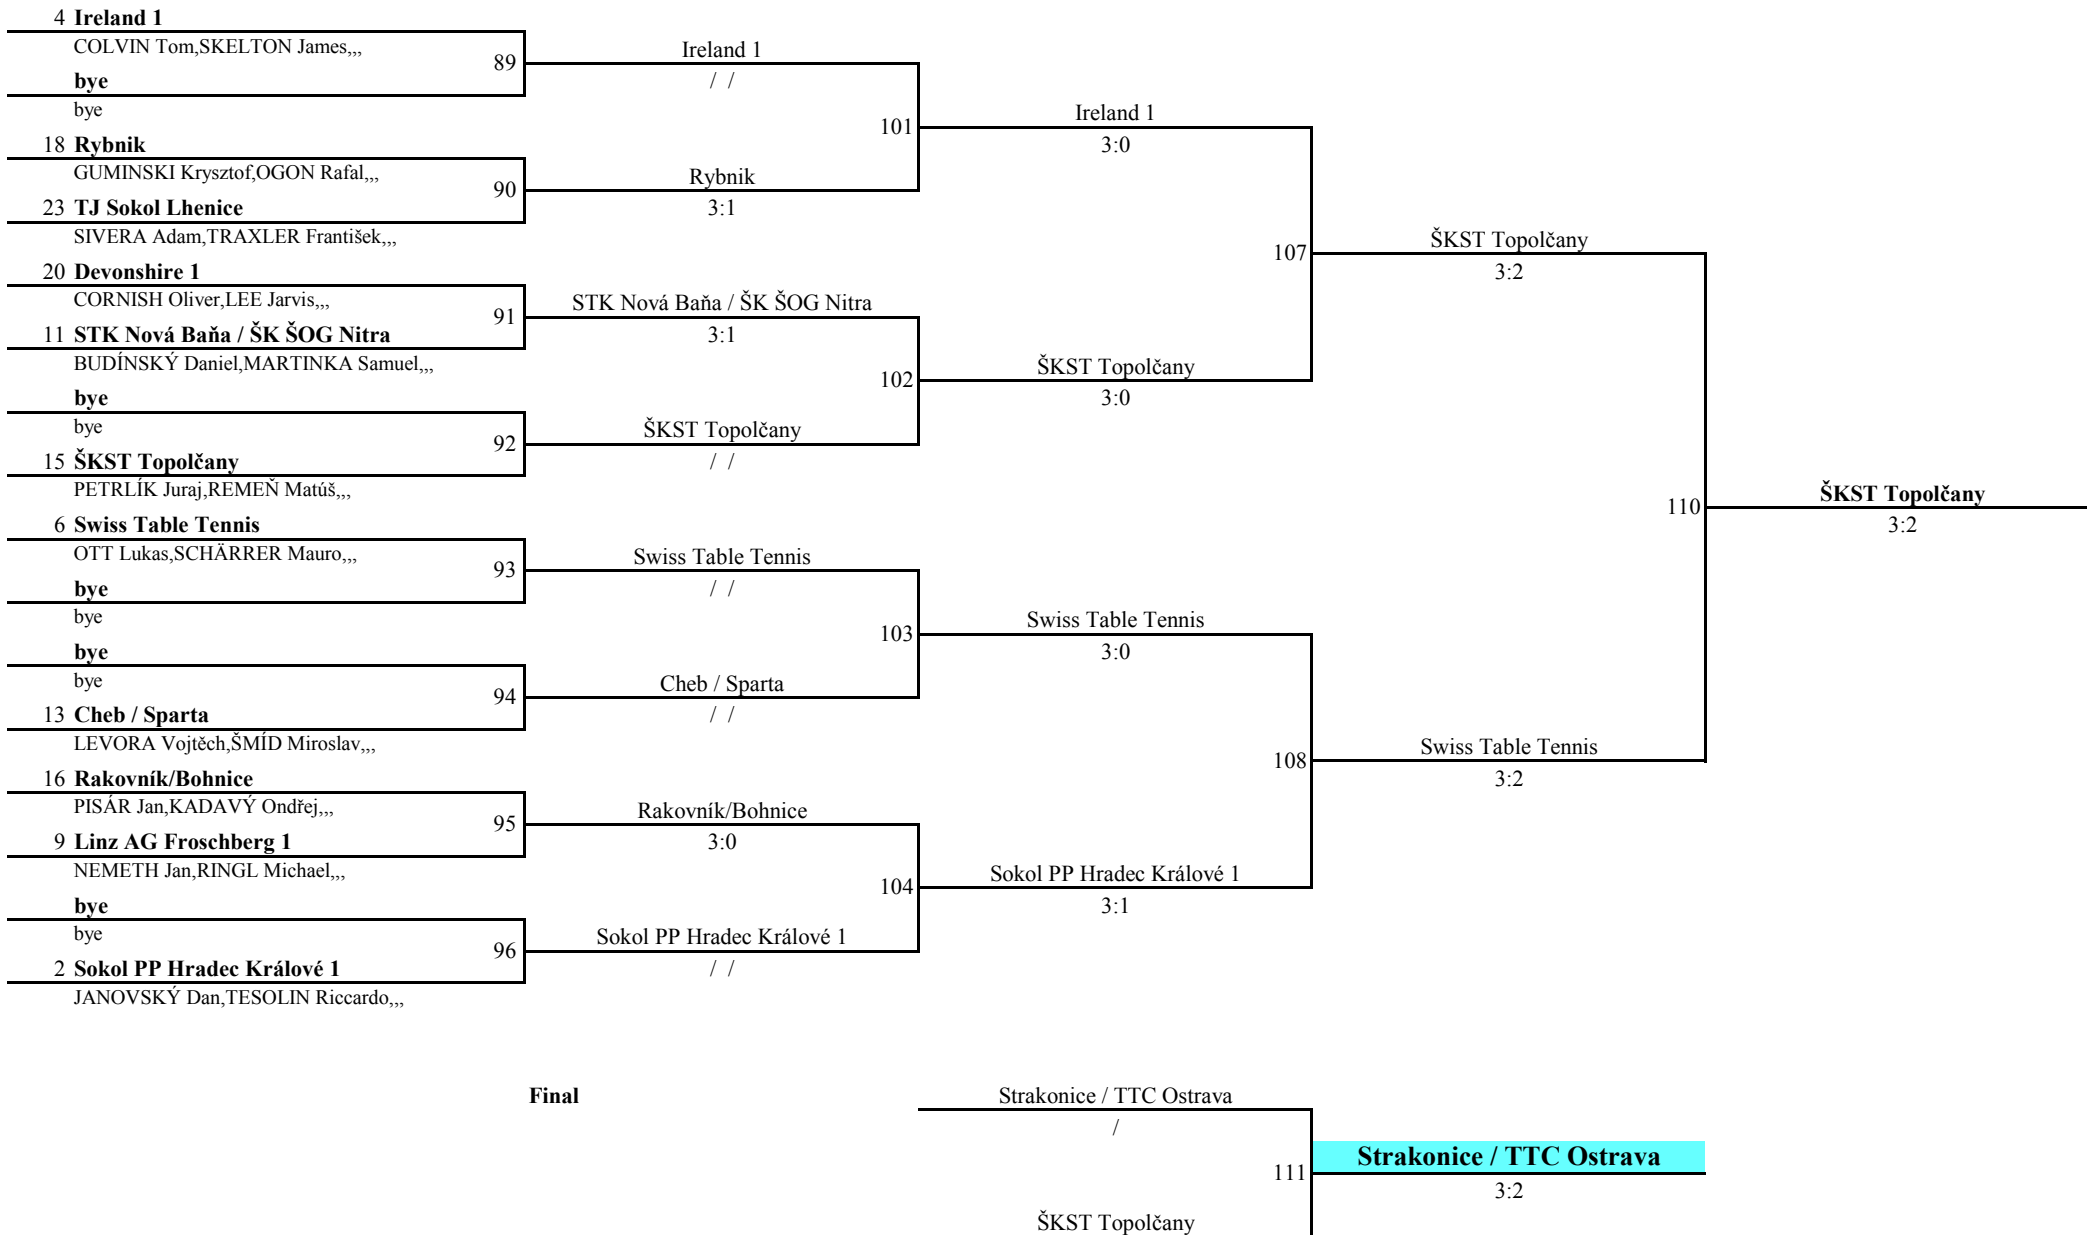 4 Ireland 1
COLVIN Tom,SKELTON James,,,
89
Ireland 1
/ /
bye
bye
101
Ireland 1
3:0
18 Rybnik
GUMINSKI Krysztof,OGON Rafal,,,
90
Rybnik
3:1
23 TJ Sokol Lhenice
SIVERA Adam,TRAXLER František,,,
107
ŠKST Topolčany
3:2
20 Devonshire 1
CORNISH Oliver,LEE Jarvis,,,
91
STK Nová Baňa / ŠK ŠOG Nitra
3:1
11 STK Nová Baňa / ŠK ŠOG Nitra
BUDÍNSKÝ Daniel,MARTINKA Samuel,,,
102
ŠKST Topolčany
3:0
bye
bye
92
ŠKST Topolčany
/ /
15 ŠKST Topolčany
PETRLÍK Juraj,REMEŇ Matúš,,,
110
ŠKST Topolčany
3:2
6 Swiss Table Tennis
OTT Lukas,SCHÄRRER Mauro,,,
93
Swiss Table Tennis
/ /
bye
bye
103
Swiss Table Tennis
3:0
bye
bye
94
Cheb / Sparta
/ /
13 Cheb / Sparta
LEVORA Vojtěch,ŠMÍD Miroslav,,,
108
Swiss Table Tennis
3:2
16 Rakovník/Bohnice
PISÁR Jan,KADAVÝ Ondřej,,,
95
Rakovník/Bohnice
3:0
9 Linz AG Froschberg 1
NEMETH Jan,RINGL Michael,,,
104
Sokol PP Hradec Králové 1
3:1
bye
bye
96
Sokol PP Hradec Králové 1
/ /
2 Sokol PP Hradec Králové 1
JANOVSKÝ Dan,TESOLIN Riccardo,,,
Final
Strakonice / TTC Ostrava
/
111
Strakonice / TTC Ostrava
3:2
ŠKST Topolčany